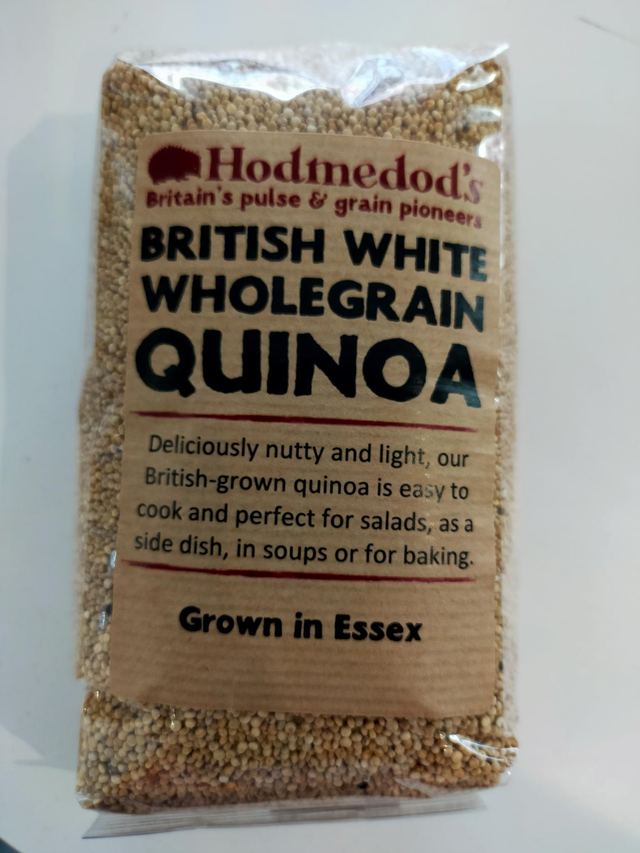 Hodmedod's
Britain's pulse & grain pioneers
BRITISH WHITE
WHOLEGRAIN
QUINOA
Deliciously nutty and light, our
British-grown quinoa is easy to
cook and perfect for salads, as a
side dish, in soups or for baking.
Grown in Essex